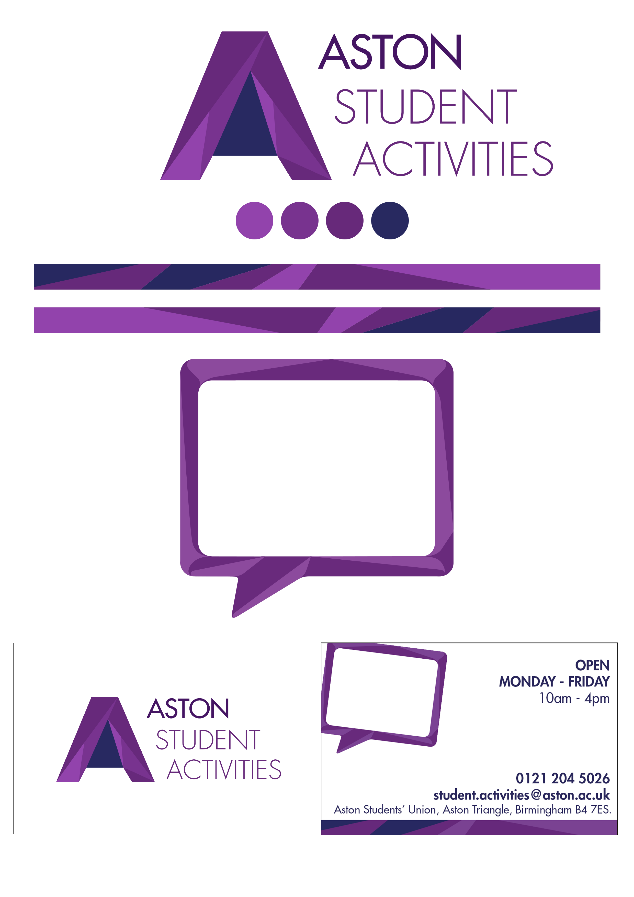 ASTON
STUDENT
ACTIVITIES
ASTON
STUDENT
ACTIVITIES
OPEN
MONDAY - FRIDAY
10am - 4pm
0121 204 5026
student.activities@aston.ac.uk
Aston Students' Union, Aston Triangle, Birmingham B4 7ES.